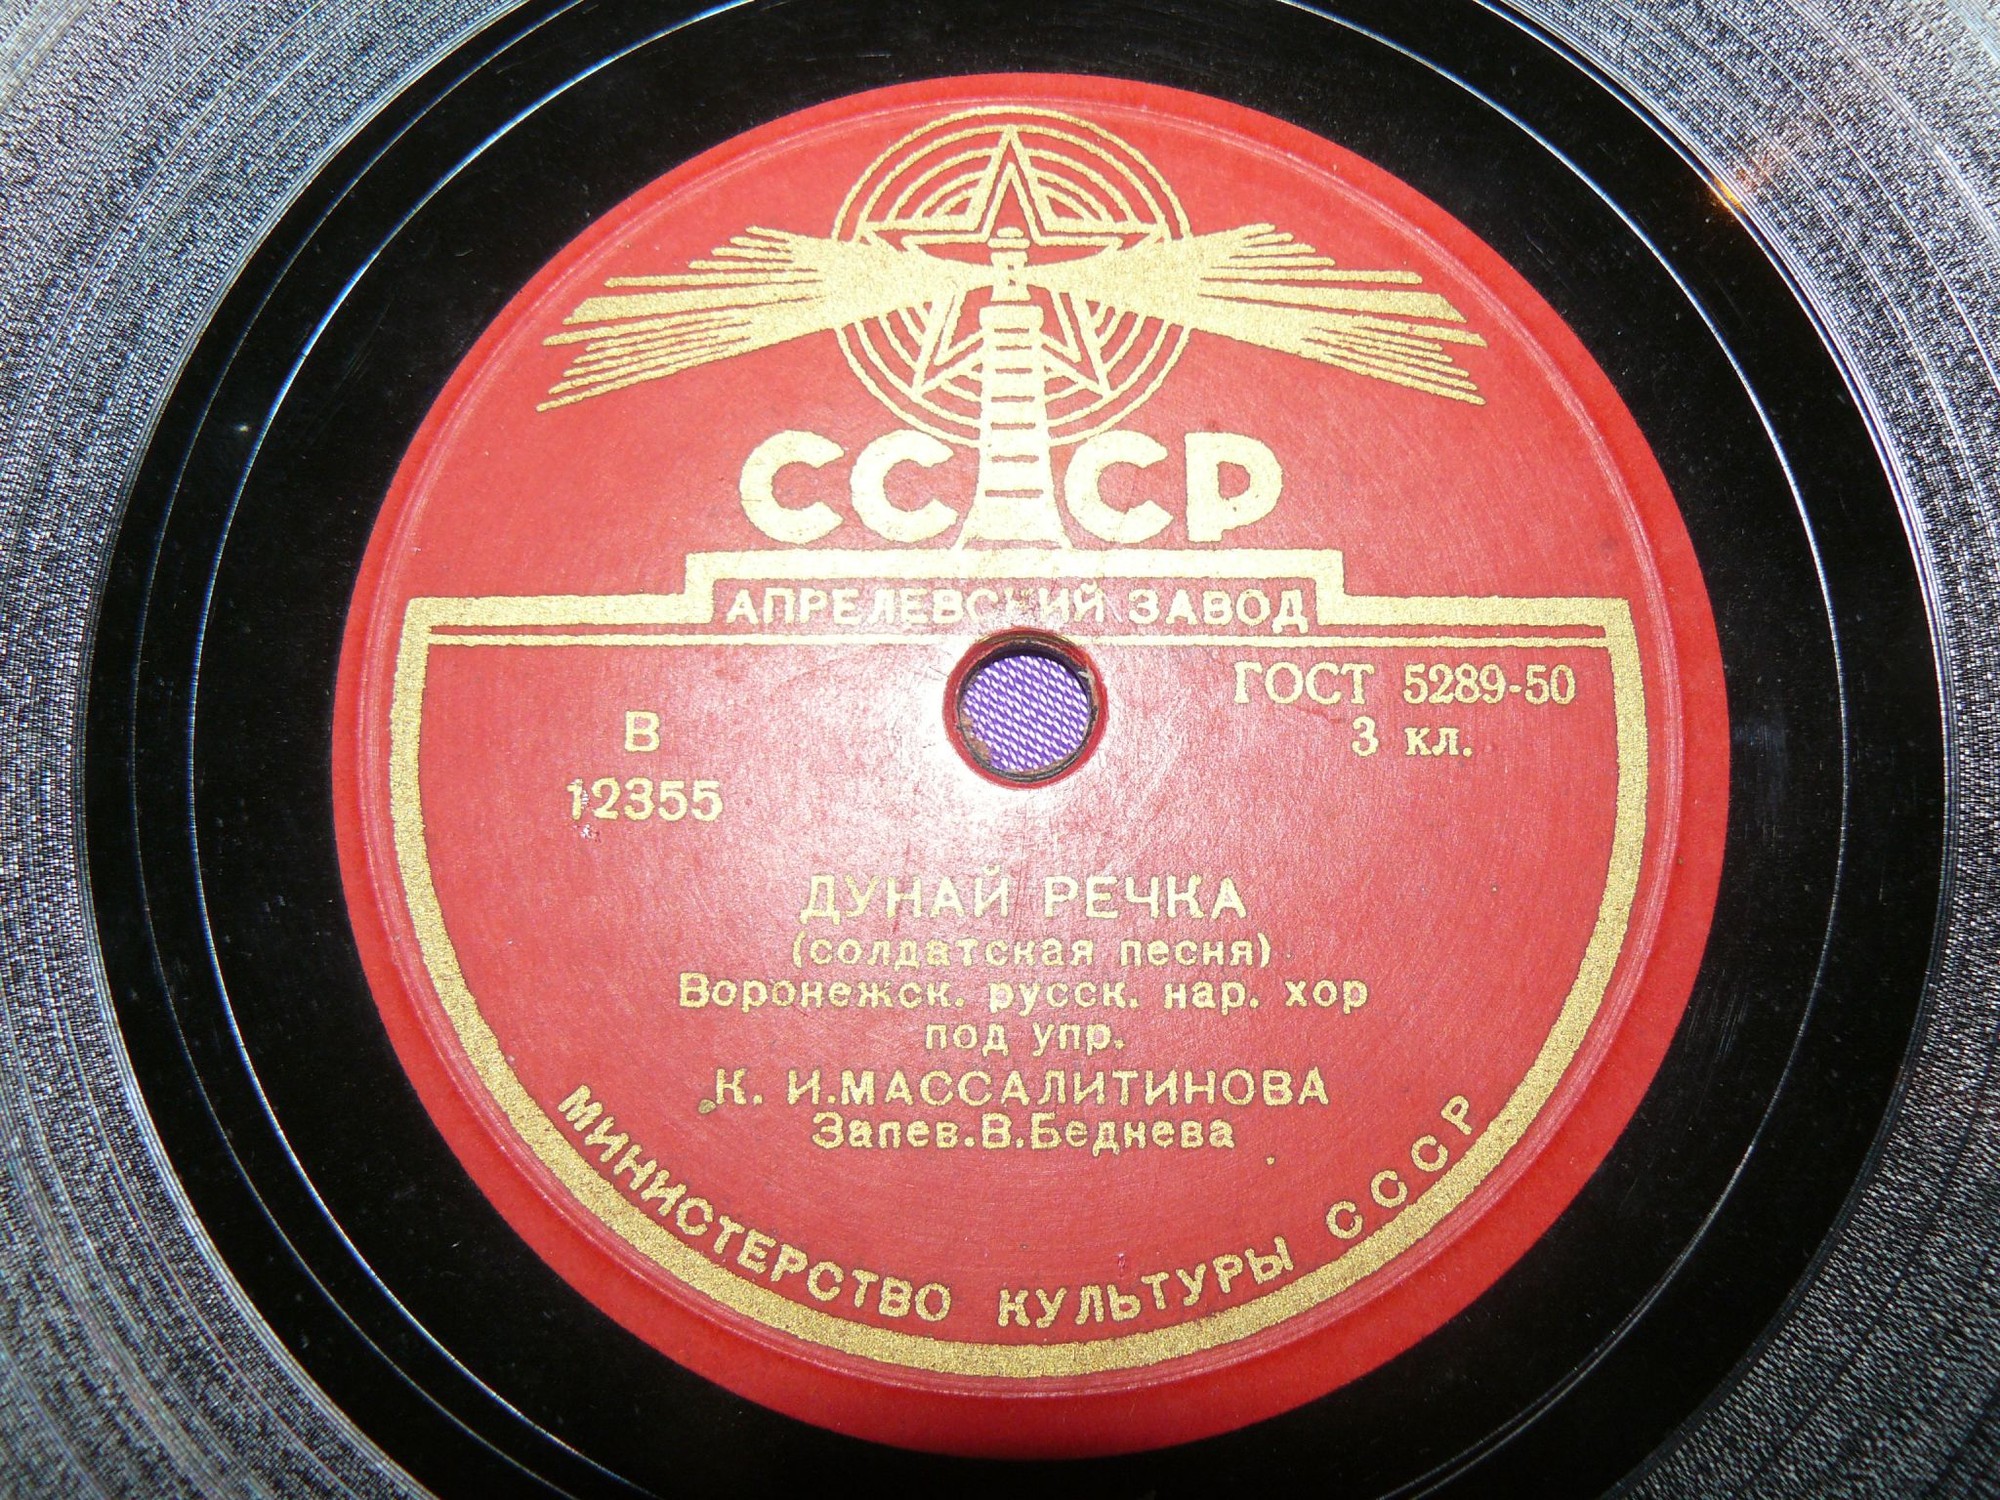 СССР
АПРЕЛЕВСКИЙ ЗАВОД
ГОСТ 5289-50
3 кл.
В
12355
ДУНАЙ РЕЧКА
(солдатская песня)
Воронежск. русск. нар. хор
под упр.
К. И.МАССАЛИТИНОВА
Запев.В.Беднева
МИНИСТЕРСТВО КУЛЬТУРЫ СССР